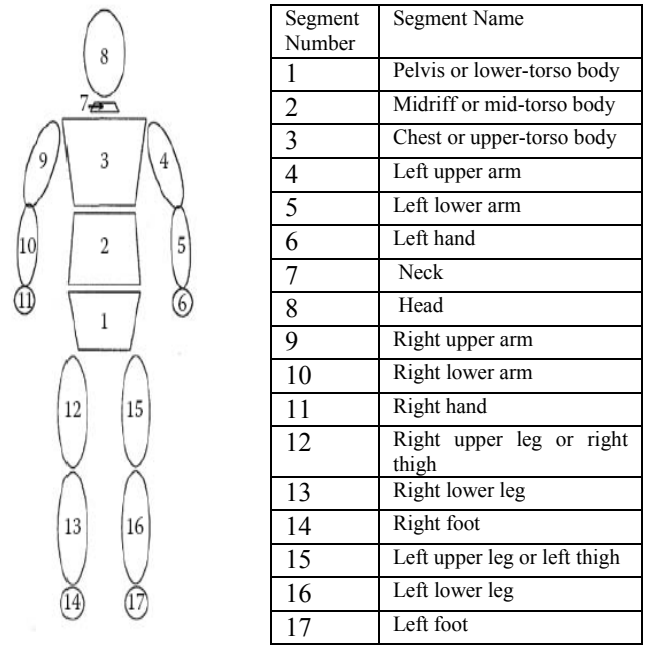 8
7
9
3
4
10
2
5
11
6
1
12
15
13
16
14
17
Segment Number Segment Name
1 Pelvis or lower-torso body
2 Midriff or mid-torso body
3 Chest or upper-torso body
4 Left upper arm
5 Left lower arm
6 Left hand
7 Neck
8 Head
9 Right upper arm
10 Right lower arm
11 Right hand
12 Right upper leg or right
thigh
13 Right lower leg
14 Right foot
15 Left upper leg or left thigh
16 Left lower leg
17 Left foot